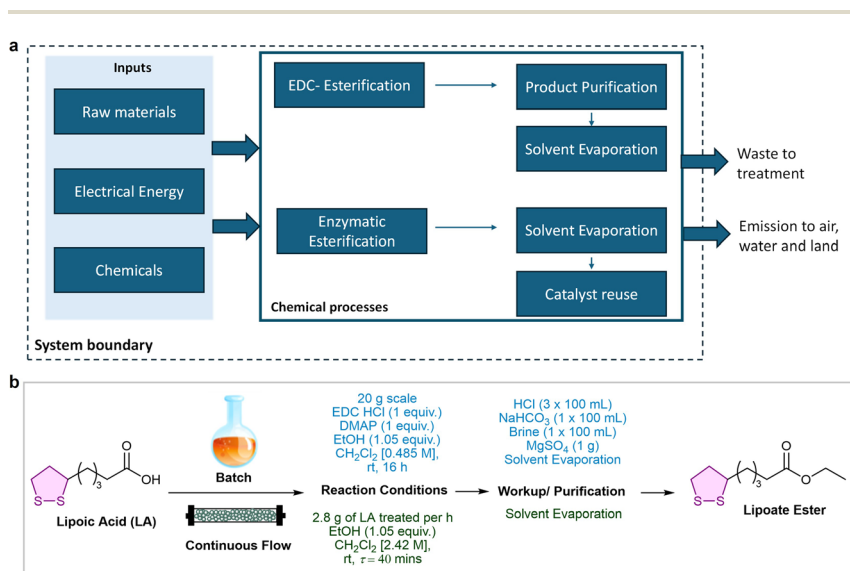 a
Inputs
Raw materials
Electrical Energy
Chemicals
EDC- Esterification
Product Purification
Solvent Evaporation
Enzymatic
Esterification
Solvent Evaporation
Catalyst reuse
Chemical processes
System boundary
Waste to
treatment
Emission to air,
water and land
b
O
OH
3
S–S
Lipoic Acid (LA)
Batch
Continuous Flow
20 g scale
EDC HCl (1 equiv.)
DMAP (1 equiv.)
EtOH (1.05 equiv.)
CH₂Cl₂ [0.485 M],
rt, 16 h
Reaction Conditions
2.8 g of LA treated per h
EtOH (1.05 equiv.)
CH₂Cl₂ [2.42 M],
rt, τ = 40 mins
HCl (3 x 100 mL)
NaHCO₃ (1 x 100 mL)
Brine (1 x 100 mL)
MgSO₄ (1 g)
Solvent Evaporation
Workup/ Purification
Solvent Evaporation
O
O
3
S–S
Lipoate Ester